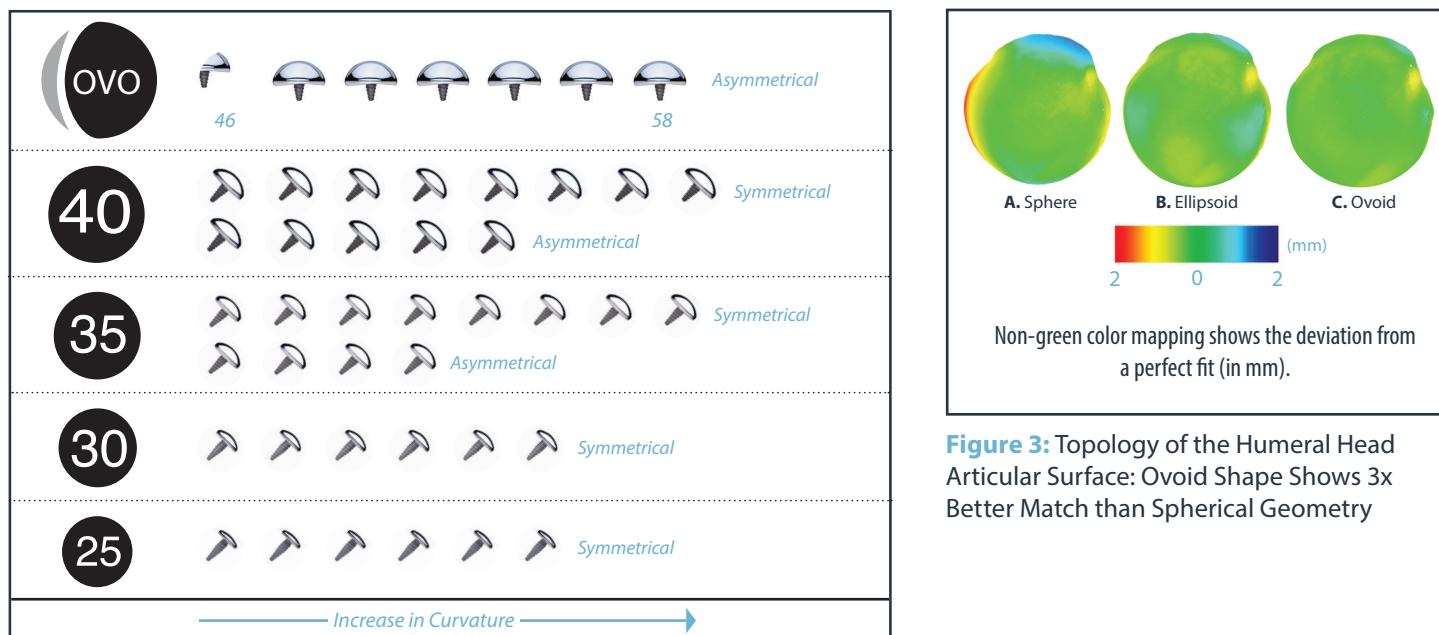 OVO
Asymmetrical
46
58
40
Symmetrical
Asymmetrical
35
Symmetrical
Asymmetrical
30
Symmetrical
25
Symmetrical
Increase in Curvature
A. Sphere
B. Ellipsoid
C. Ovoid
(mm)
2
0
2
Non-green color mapping shows the deviation from
a perfect fit (in mm).
Figure 3: Topology of the Humeral Head
Articular Surface: Ovoid Shape Shows 3x
Better Match than Spherical Geometry